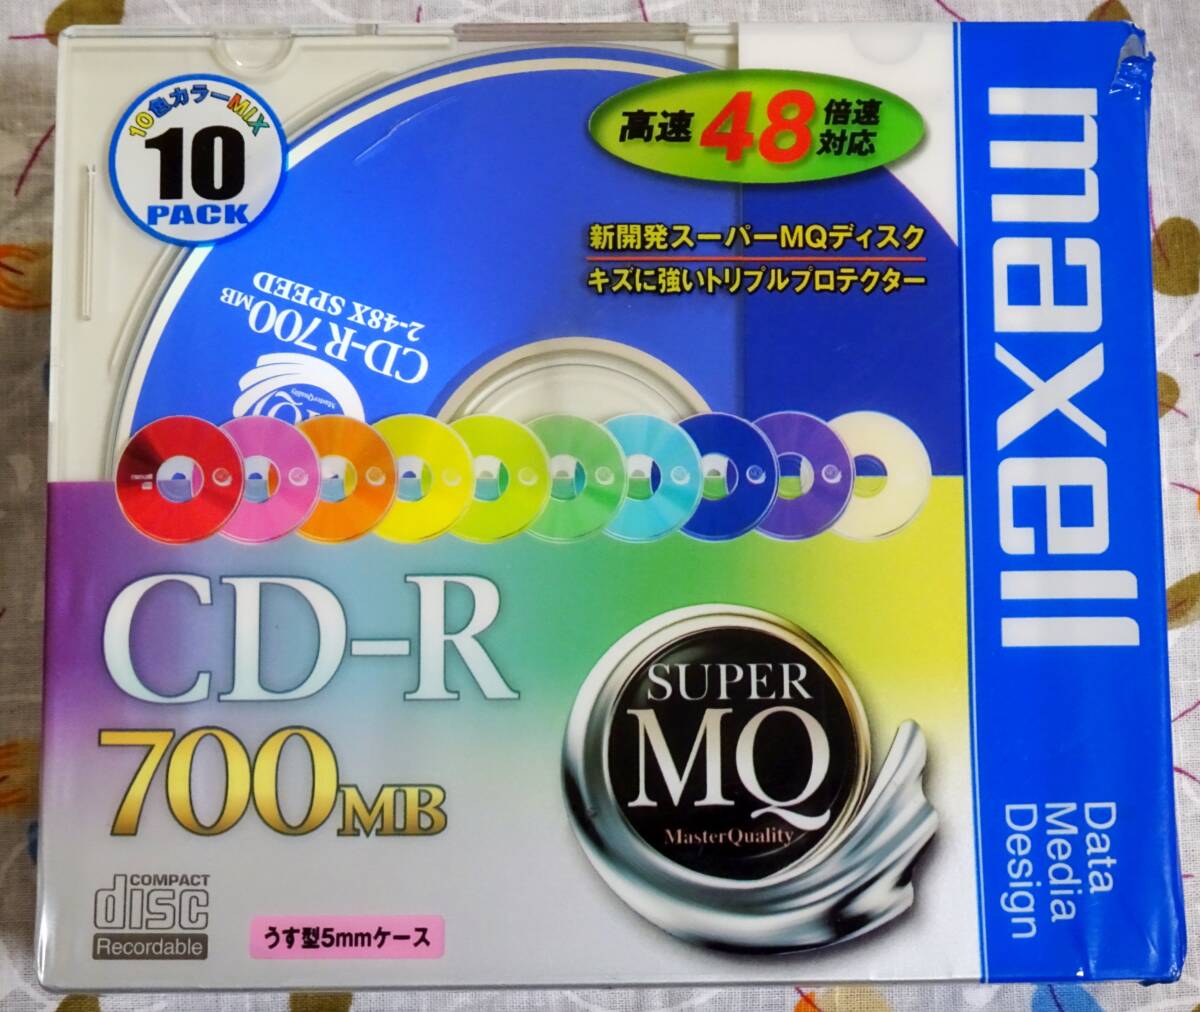 10色カラーMIX
10
PACK
高速48倍速
対応
新開発スーパーMQディスク
キズに強いトリプルプロテクター
CD-R700MB
2-48X SPEED
MQ
MasterQuality
maxell
CD-R
700MB
SUPER
MQ
MasterQuality
COMPACT
disc
Recordable
うす型5mmケース
Data
Media
Design